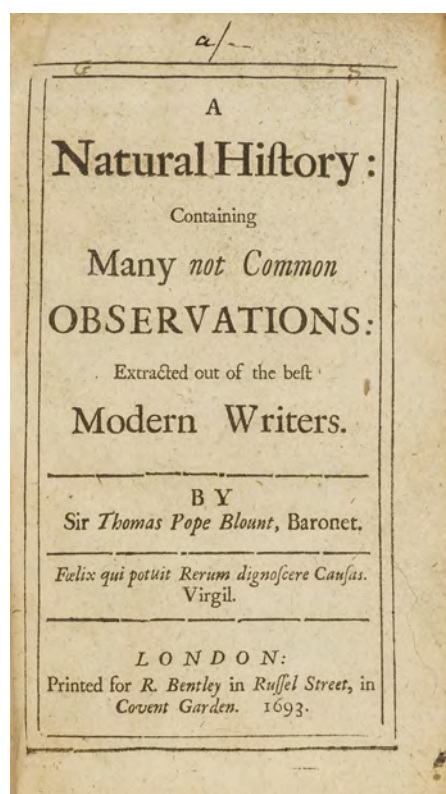 a/--
G S
A
Natural Hiſtory:
Containing
Many not Common
OBSERVATIONS:
Extracted out of the beſt
Modern Writers.
BY
Sir Thomas Pope Blount, Baronet.
Fœlix qui potuit Rerum dignoſcere Cauſas.
Virgil.
LONDON:
Printed for R. Bentley in Ruſſel Street, in
Covent Garden. 1693.